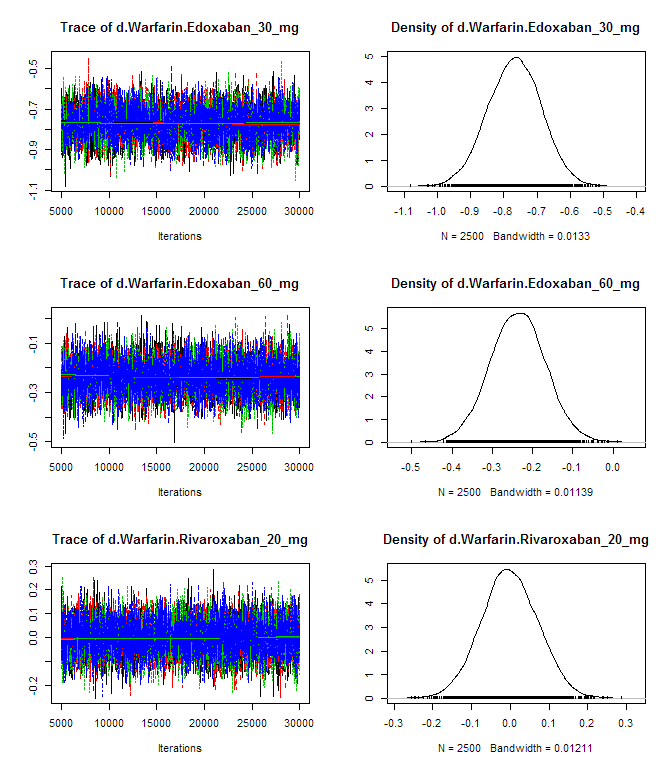 Trace of d.Warfarin.Edoxaban_30_mg
-0.5
-0.7
-0.9
-1.1
5000 10000 15000 20000 25000 30000
Iterations
Density of d.Warfarin.Edoxaban_30_mg
5
4
3
2
1
0
-1.1 -1.0 -0.9 -0.8 -0.7 -0.6 -0.5 -0.4
N = 2500 Bandwidth = 0.0133
Trace of d.Warfarin.Edoxaban_60_mg
-0.1
-0.3
-0.5
5000 10000 15000 20000 25000 30000
Iterations
Density of d.Warfarin.Edoxaban_60_mg
5
4
3
2
1
0
-0.5 -0.4 -0.3 -0.2 -0.1 0.0
N = 2500 Bandwidth = 0.01139
Trace of d.Warfarin.Rivaroxaban_20_mg
0.3
0.2
0.1
0.0
-0.2
5000 10000 15000 20000 25000 30000
Iterations
Density of d.Warfarin.Rivaroxaban_20_mg
5
4
3
2
1
0
-0.3 -0.2 -0.1 0.0 0.1 0.2 0.3
N = 2500 Bandwidth = 0.01211